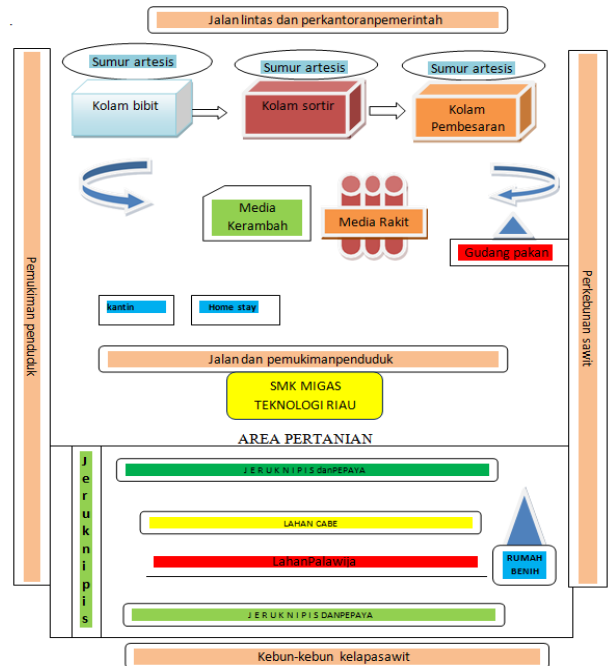 Jalan lintas dan perkantoranpemerintah
Sumur artesis
Sumur artesis
Sumur artesis
Kolam bibit
Kolam sortir
Kolam
Pembesaran
Media
Kerambah
Media Rakit
Gudang pakan
Pemukiman penduduk
Perkebunan sawit
kantin
Home stay
Jalan dan pemukimanpenduduk
SMK MIGAS
TEKNOLOGI RIAU
AREA PERTANIAN
J e r u k n i p i s
J E R U K N I P I S danPEPAYA
LAHAN CABE
LahanPalawija
RUMAH
BENIH
J E R U K N I P I S DANPEPAYA
Kebun-kebun kelapasawit